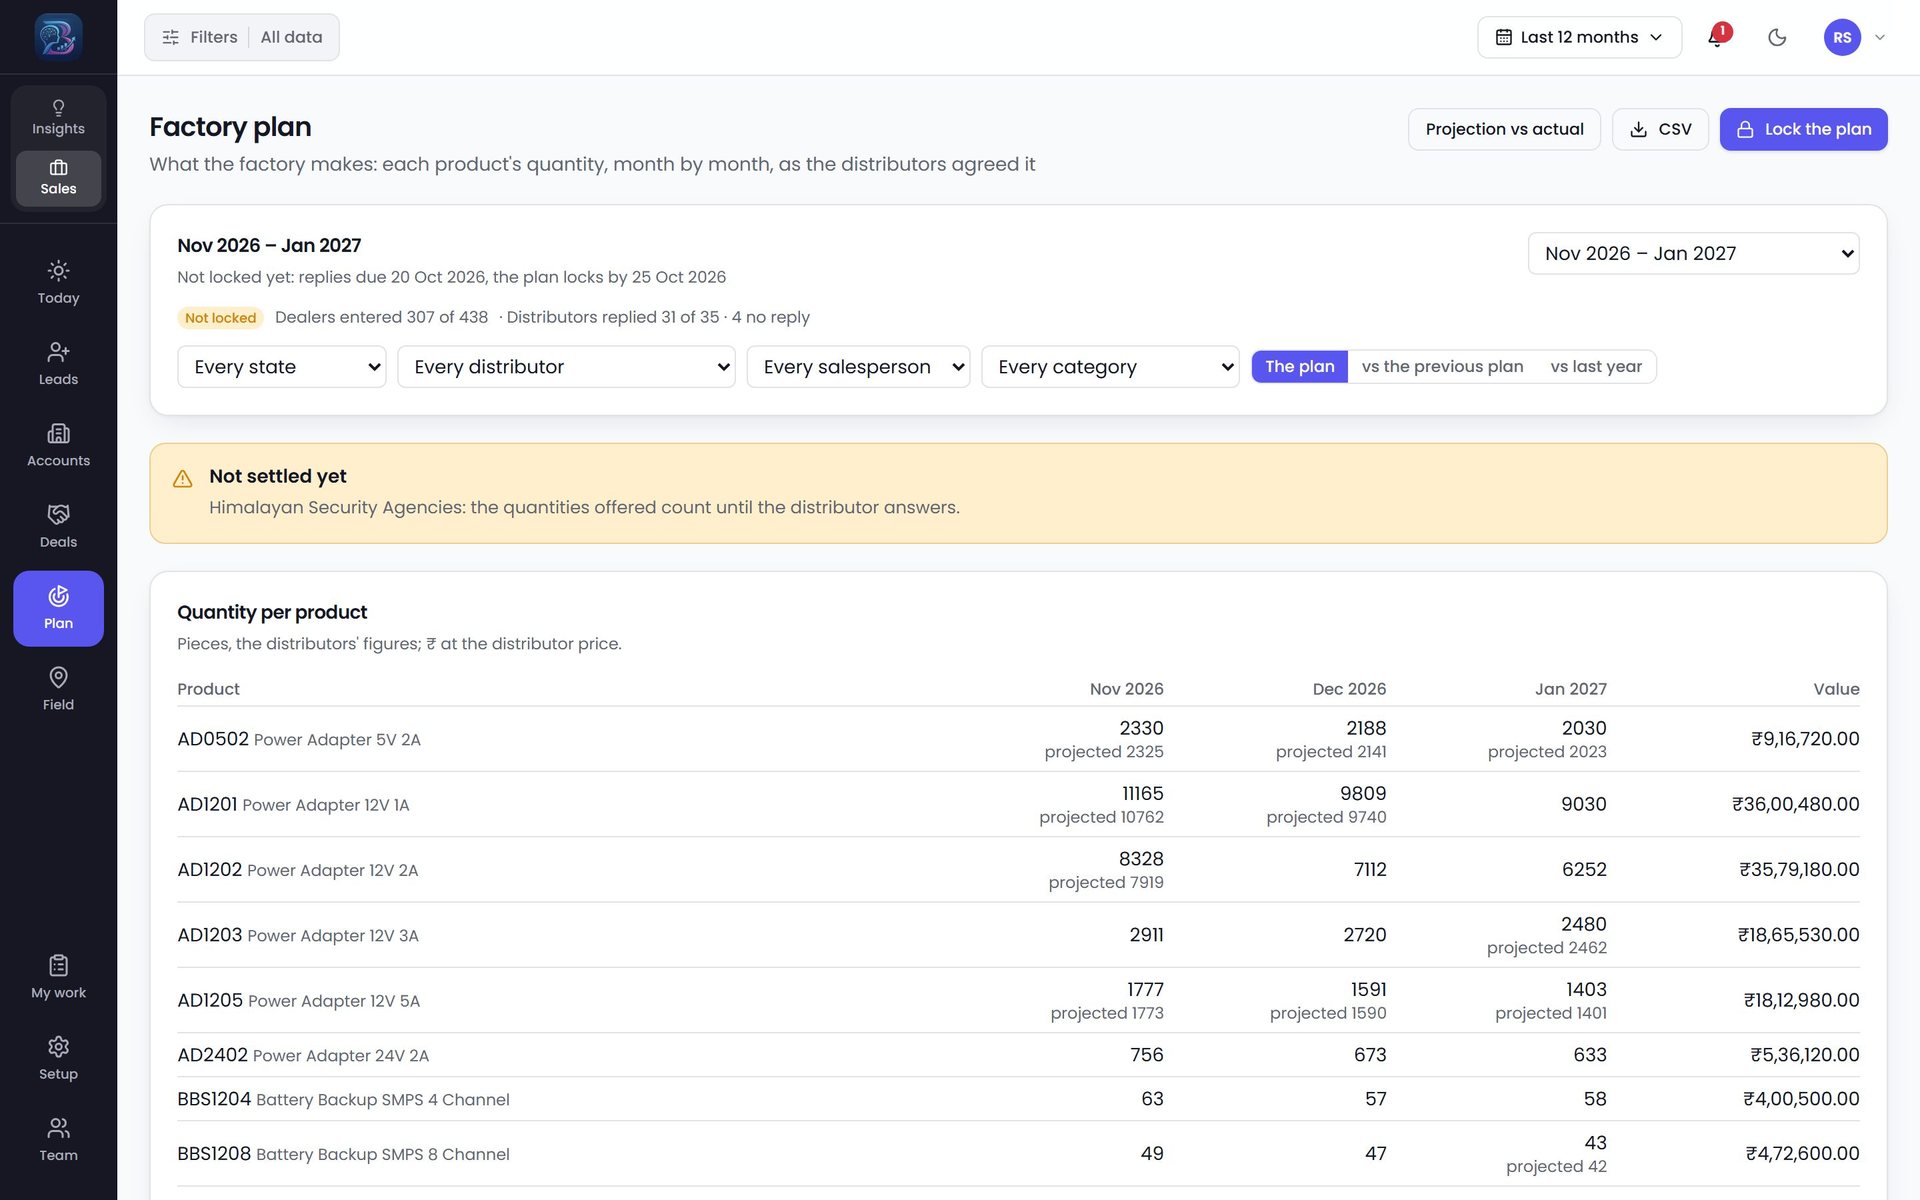 Filters All data
Last 12 months
1
RS
Insights
Sales
Today
Leads
Accounts
Deals
Plan
Field
My work
Setup
Team
Factory plan
What the factory makes: each product's quantity, month by month, as the distributors agreed it
Projection vs actual
CSV
Lock the plan
Nov 2026 – Jan 2027
Not locked yet: replies due 20 Oct 2026, the plan locks by 25 Oct 2026
Nov 2026 – Jan 2027
Not locked Dealers entered 307 of 438 · Distributors replied 31 of 35 · 4 no reply
Every state Every distributor Every salesperson Every category The plan vs the previous plan vs last year
Not settled yet
Himalayan Security Agencies: the quantities offered count until the distributor answers.
Quantity per product
Pieces, the distributors' figures; ₹ at the distributor price.
Product Nov 2026 Dec 2026 Jan 2027 Value
AD0502 Power Adapter 5V 2A 2330 2188 2030 ₹9,16,720.00
projected 2325 projected 2141 projected 2023
AD1201 Power Adapter 12V 1A 11165 9809 9030 ₹36,00,480.00
projected 10762 projected 9740
AD1202 Power Adapter 12V 2A 8328 7112 6252 ₹35,79,180.00
projected 7919
AD1203 Power Adapter 12V 3A 2911 2720 2480 ₹18,65,530.00
projected 2462
AD1205 Power Adapter 12V 5A 1777 1591 1403 ₹18,12,980.00
projected 1773 projected 1590 projected 1401
AD2402 Power Adapter 24V 2A 756 673 633 ₹5,36,120.00
BBS1204 Battery Backup SMPS 4 Channel 63 57 58 ₹4,00,500.00
BBS1208 Battery Backup SMPS 8 Channel 49 47 43 ₹4,72,600.00
projected 42